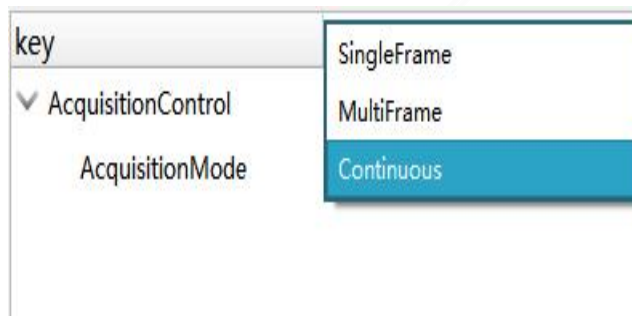 key
SingleFrame
AcquisitionControl
MultiFrame
AcquisitionMode
Continuous